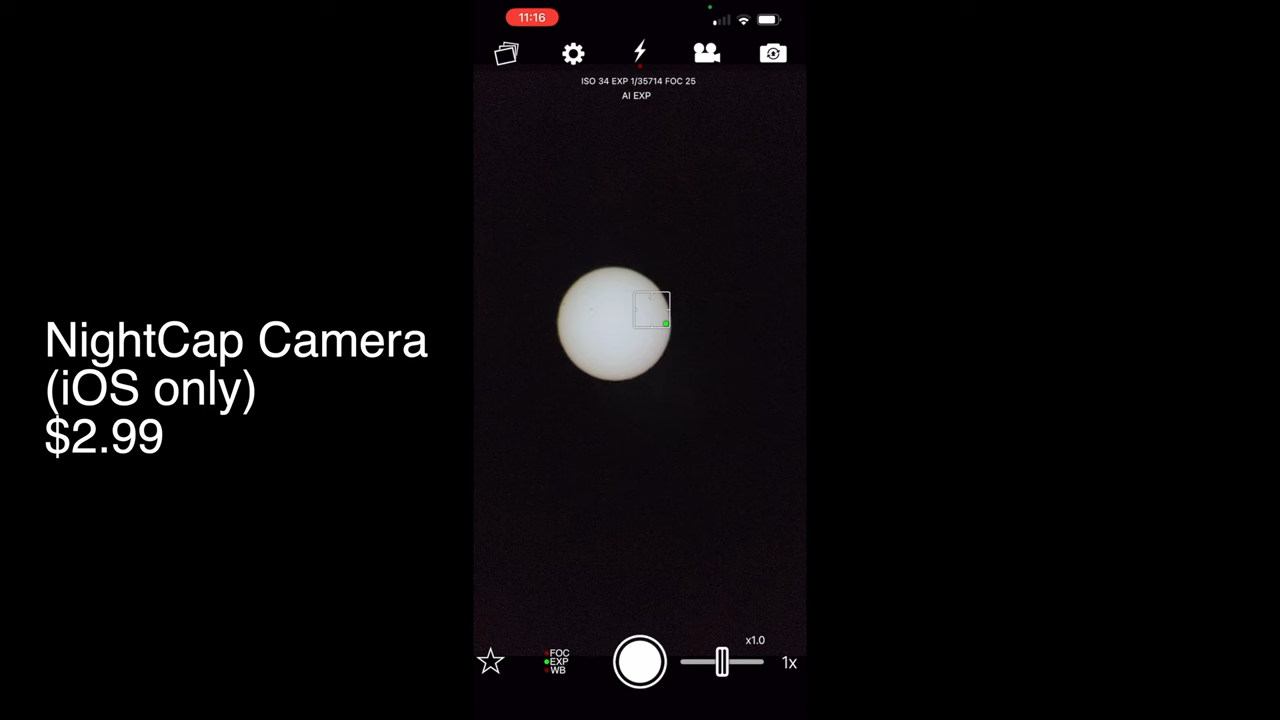 11:16
ISO 34 EXP 1/35714 FOC 25
AI EXP
NightCap Camera
(iOS only)
$2.99
x1.0
FOC
EXP
WB
1x